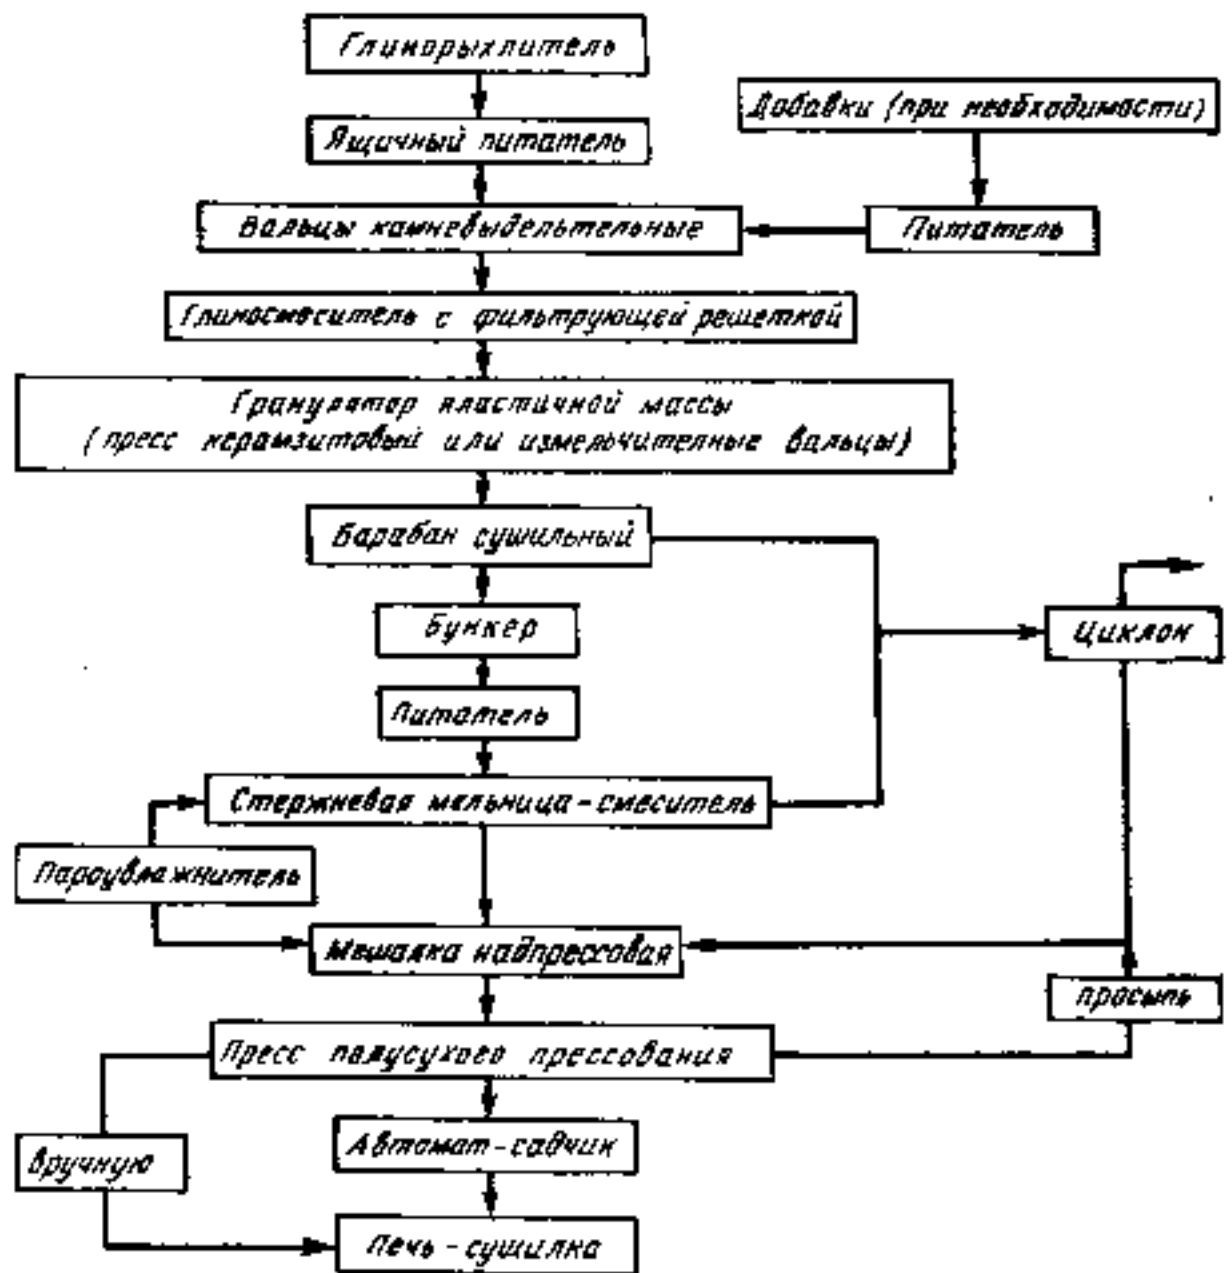 Глинорыхлитель
Добавки (при необходимости)
Ящичный питатель
Вальцы камневыдельтельные
Питатель
Глиносмеситель с фильтрующей решеткой
Гранулятор пластичной массы
(пресс керамзитовый или измельчителные вальцы)
Барабан сушильный
Бункер
Циклон
Питатель
Стержневая мельница-смеситель
Пароувлажнитель
Мешалка надпрессовая
просыпь
Пресс полусухого прессования
Автомат-садчик
вручную
Печь-сушилка